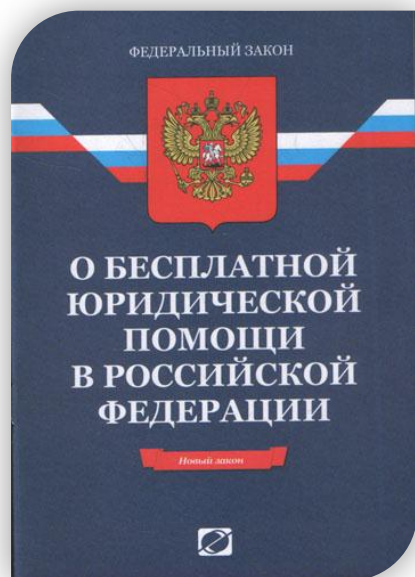 ФЕДЕРАЛЬНЫЙ ЗАКОН
О БЕСПЛАТНОЙ
ЮРИДИЧЕСКОЙ
ПОМОЩИ
В РОССИЙСКОЙ
ФЕДЕРАЦИИ
Новый закон